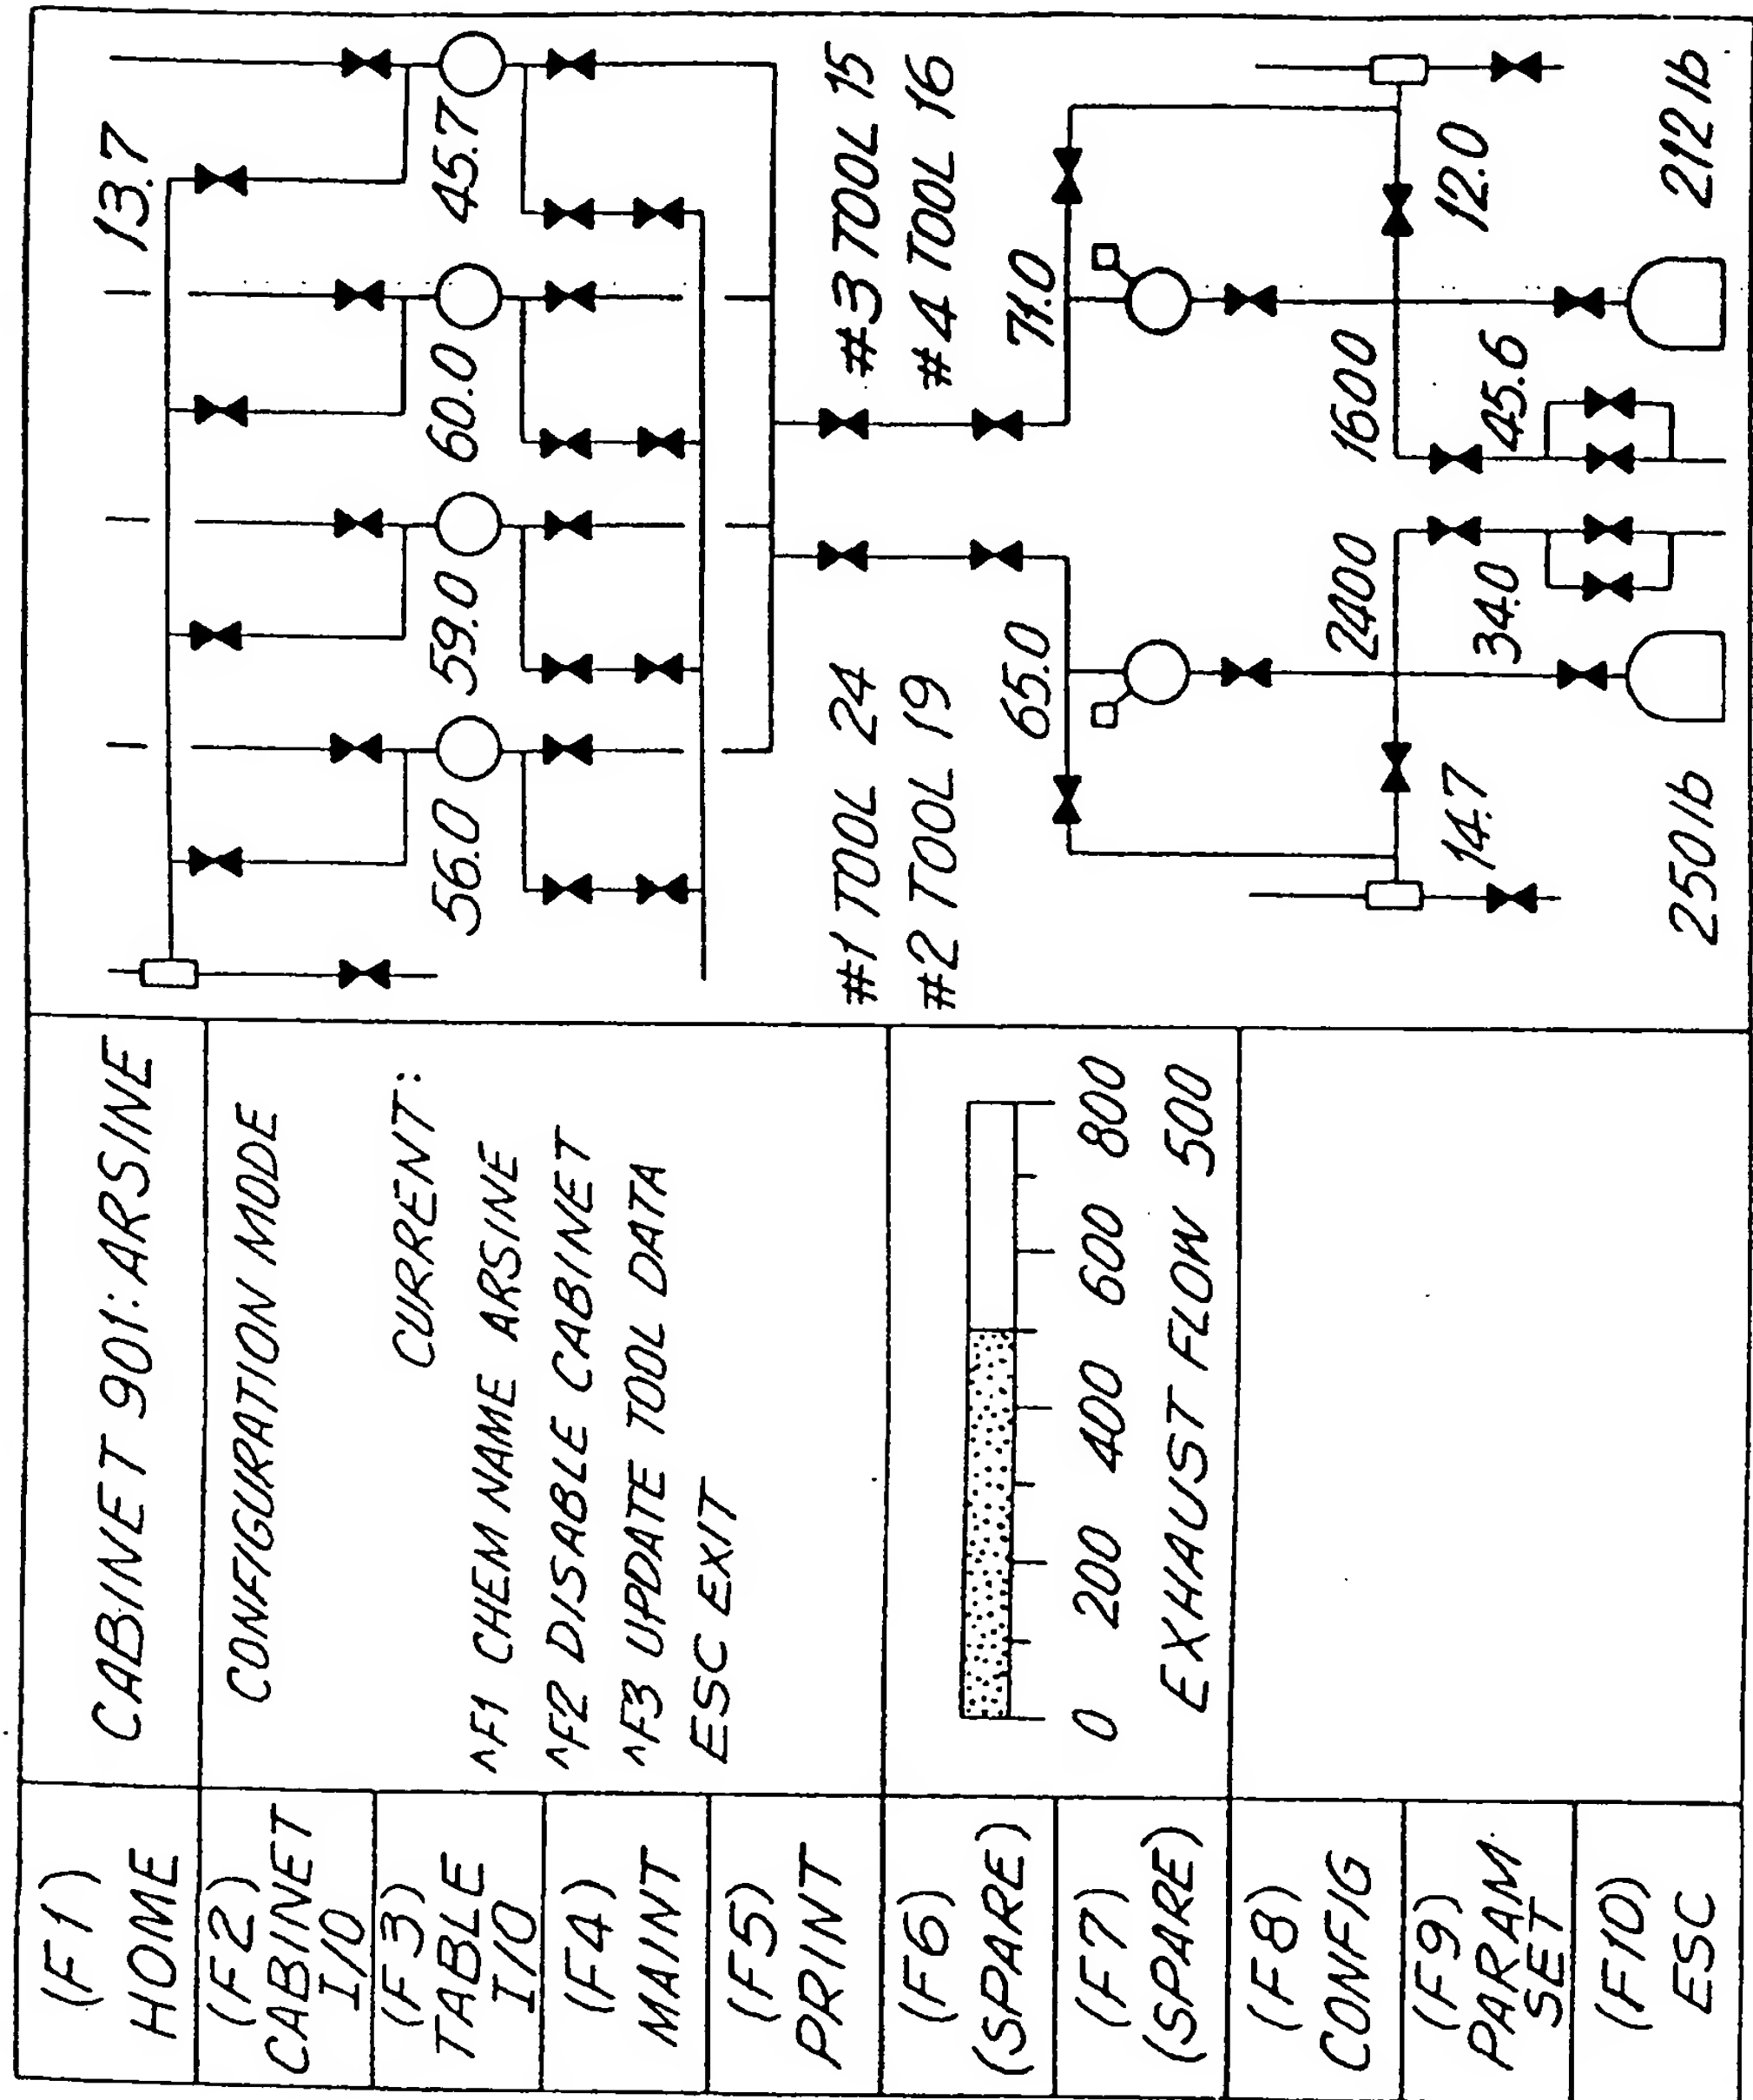 (F1)
HOME
(F2)
CABINET
I/O
(F3)
TABLE
I/O
(F4)
MAINT
(F5)
PRINT
(F6)
(SPARE)
(F7)
(SPARE)
(F8)
CONFIG
(F9)
PARAM
SET
(F10)
ESC
CABINET 901: ARSINE
CONFIGURATION MODE
CURRENT:
^F1 CHEM NAME ARSINE
^F2 DISABLE CABINET
^F3 UPDATE TOOL DATA
ESC EXIT
0 200 400 600 800
EXHAUST FLOW 500
13.7
56.0 59.0 60.0 45.7
#1 TOOL 24 #3 TOOL 15
#2 TOOL 19 #4 TOOL 16
65.0 71.0
2400 1600
14.7 34.0 45.6 12.0
250 lb 212 lb